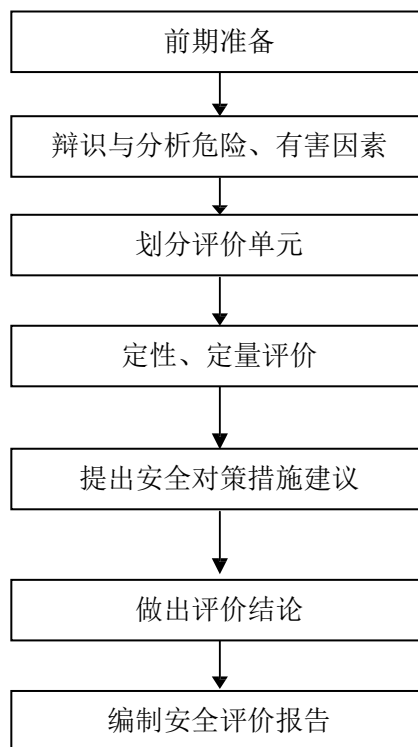 前期准备
辩识与分析危险、有害因素
划分评价单元
定性、定量评价
提出安全对策措施建议
做出评价结论
编制安全评价报告